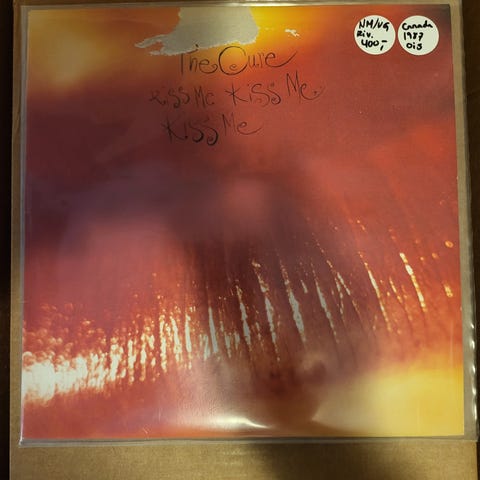 The Cure
Kiss Me Kiss Me
Kiss Me
NM/VG
Riv.
400,-
Canada
1987
ois